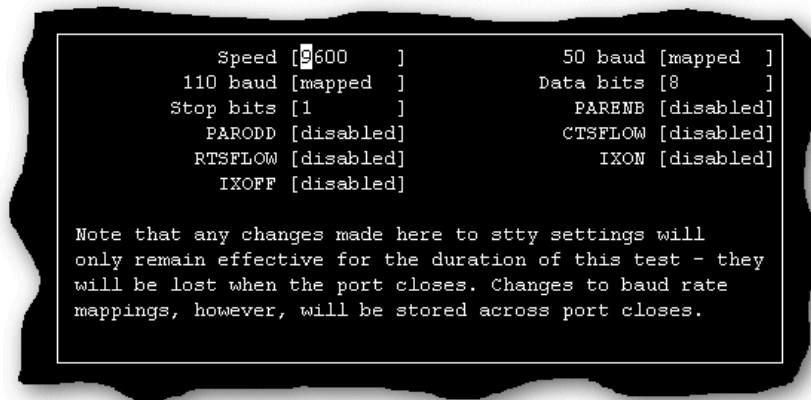 Speed [9600    ] 50 baud [mapped  ]
110 baud [mapped  ] Data bits [8       ]
Stop bits [1       ] PARENB [disabled]
PARODD [disabled] CTSFLOW [disabled]
RTSFLOW [disabled] IXON [disabled]
IXOFF [disabled]
Note that any changes made here to stty settings will
only remain effective for the duration of this test - they
will be lost when the port closes. Changes to baud rate
mappings, however, will be stored across port closes.